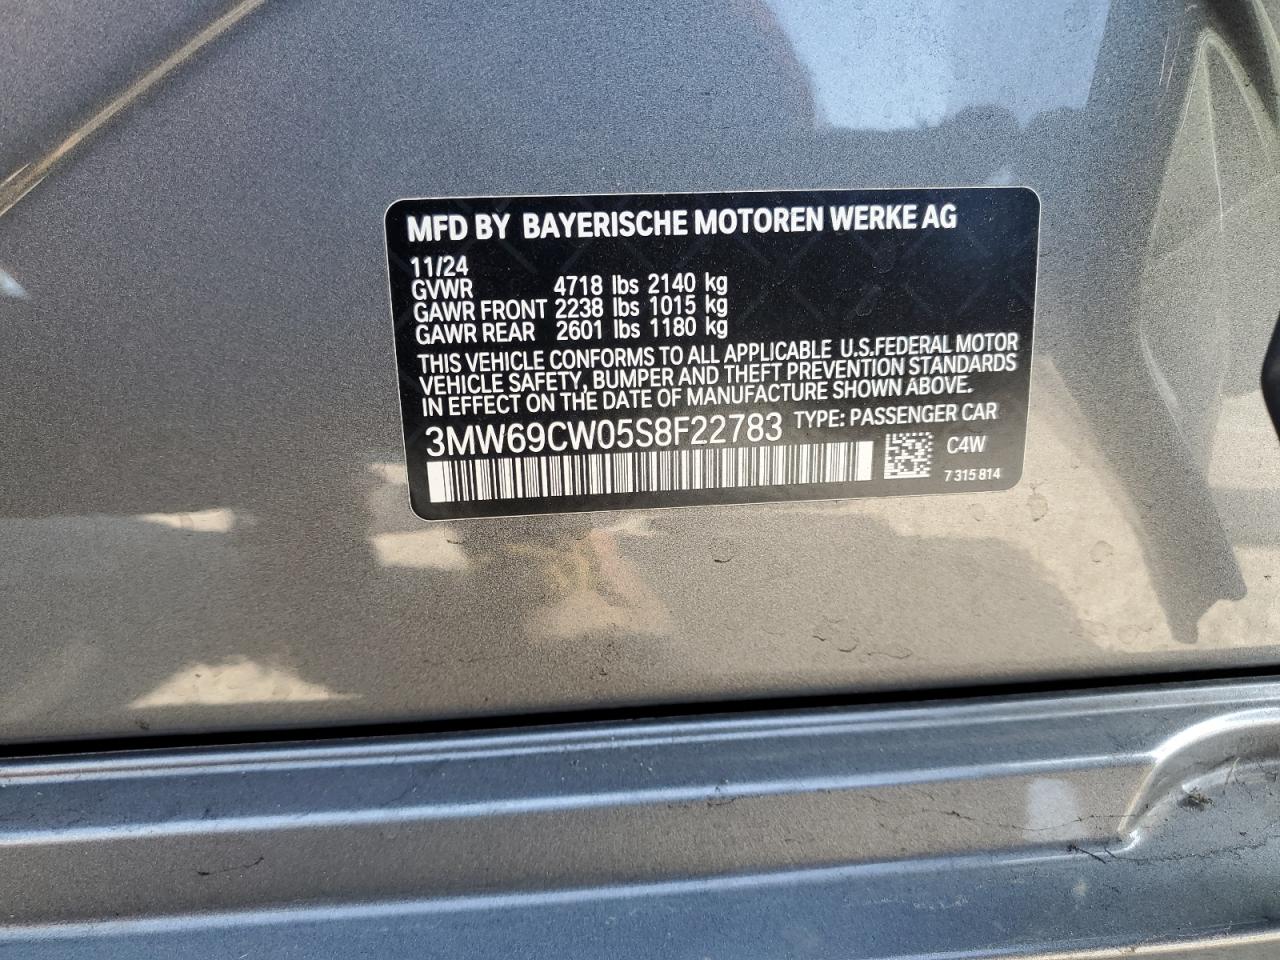 MFD BY BAYERISCHE MOTOREN WERKE AG
11/24
GVWR 4718 lbs 2140 kg
GAWR FRONT 2238 lbs 1015 kg
GAWR REAR 2601 lbs 1180 kg
THIS VEHICLE CONFORMS TO ALL APPLICABLE U.S.FEDERAL MOTOR
VEHICLE SAFETY, BUMPER AND THEFT PREVENTION STANDARDS
IN EFFECT ON THE DATE OF MANUFACTURE SHOWN ABOVE.
3MW69CW05S8F22783 TYPE: PASSENGER CAR
C4W
7 315 814